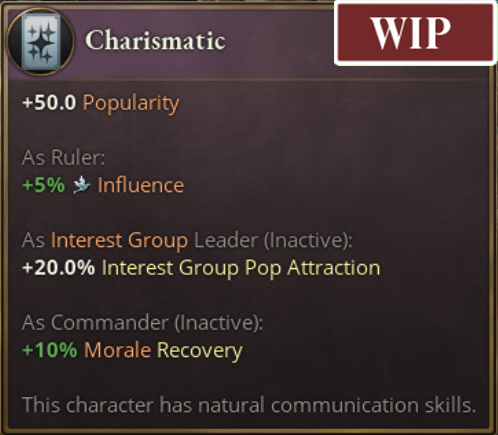 Charismatic
WIP
+50.0 Popularity
As Ruler:
+5% Influence
As Interest Group Leader (Inactive):
+20.0% Interest Group Pop Attraction
As Commander (Inactive):
+10% Morale Recovery
This character has natural communication skills.